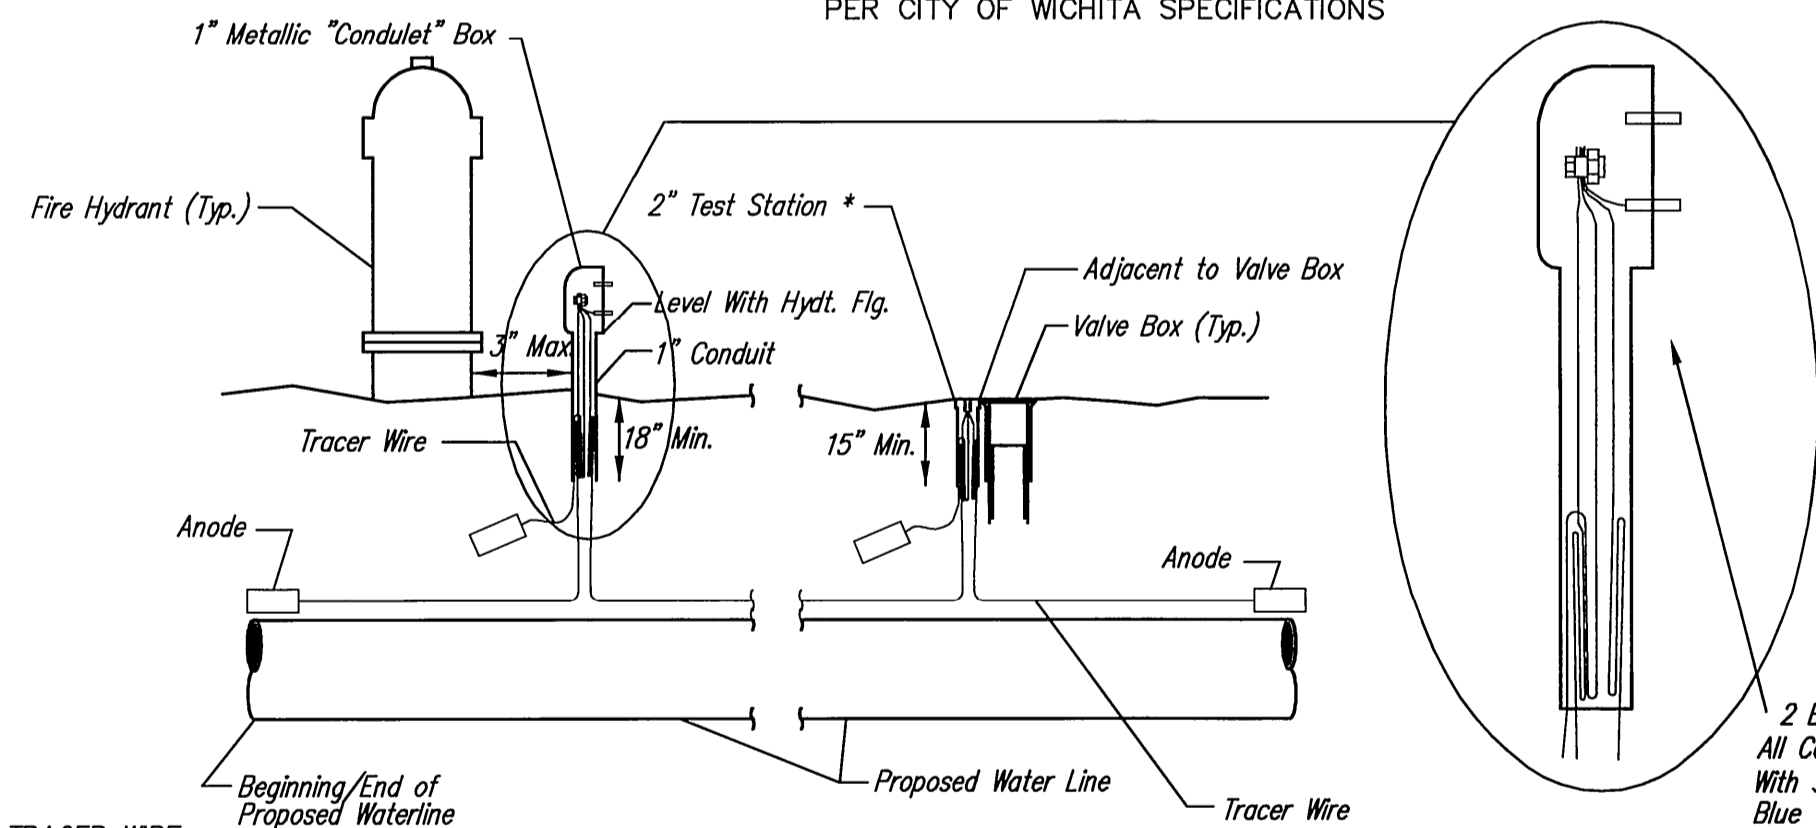 PER CITY OF WICHITA SPECIFICATIONS
1" Metallic "Condulet" Box
Fire Hydrant (Typ.)
2" Test Station *
Adjacent to Valve Box
Level With Hydt. Flg.
Valve Box (Typ.)
3" Max.
1" Conduit
Tracer Wire
18" Min.
15" Min.
Anode
Anode
2
All
With
Blue
Beginning/End of
Proposed Waterline
Proposed Water Line
Tracer Wire
TRACER WIRE